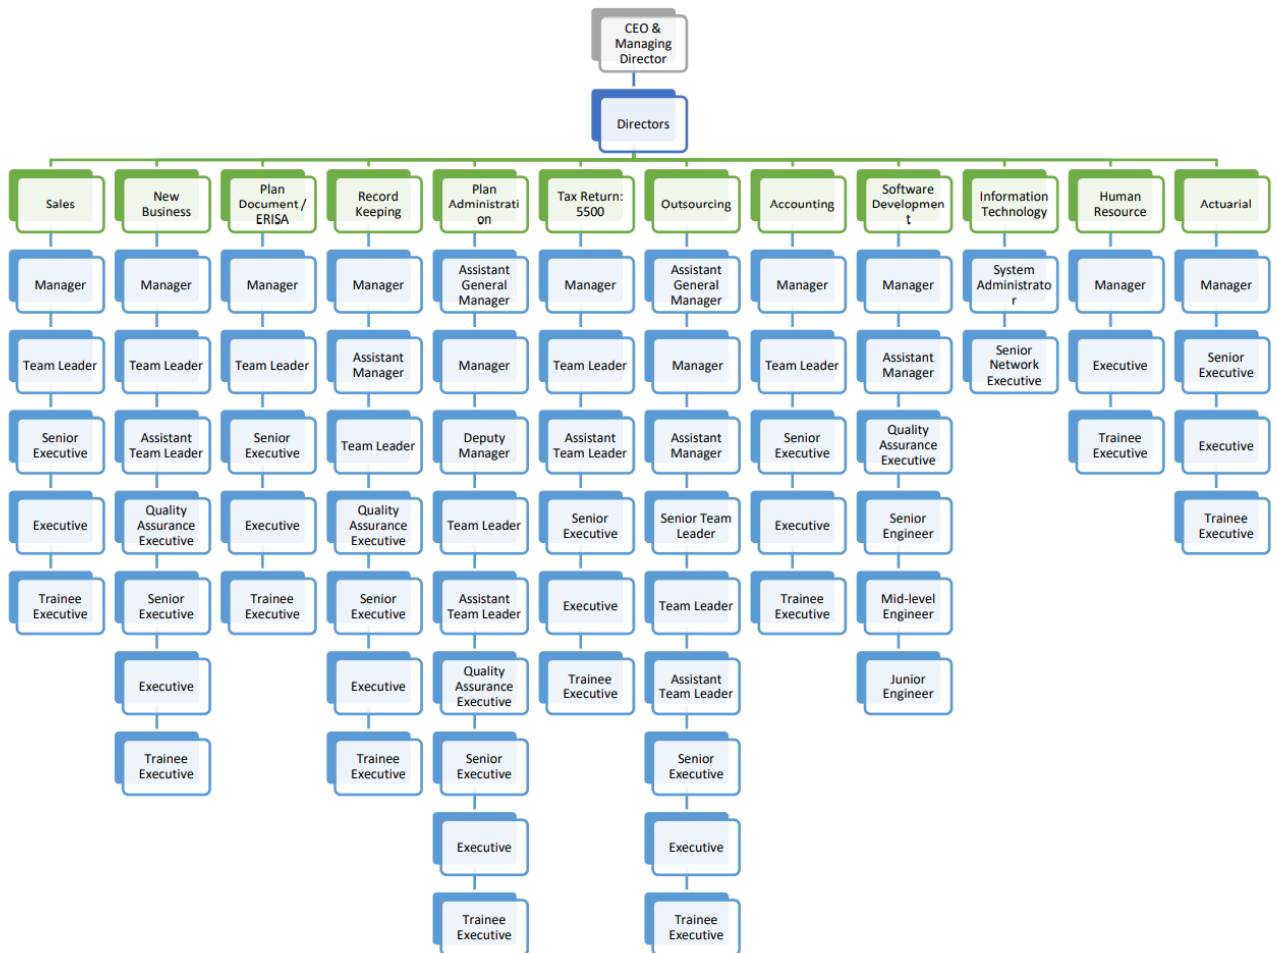 CEO &
Managing
Director
Directors
Sales
New
Business
Plan
Document /
ERISA
Record
Keeping
Plan
Administrati
on
Tax Return:
5500
Outsourcing
Accounting
Software
Developmen
t
Information
Technology
Human
Resource
Actuarial
Manager
Manager
Manager
Manager
Assistant
General
Manager
Manager
Assistant
General
Manager
Manager
Manager
System
Administrato
r
Manager
Manager
Team Leader
Team Leader
Team Leader
Assistant
Manager
Manager
Team Leader
Manager
Team Leader
Assistant
Manager
Senior
Network
Executive
Executive
Senior
Executive
Senior
Executive
Assistant
Team Leader
Senior
Executive
Team Leader
Deputy
Manager
Assistant
Team Leader
Assistant
Manager
Senior
Executive
Quality
Assurance
Executive
Trainee
Executive
Executive
Executive
Quality
Assurance
Executive
Executive
Quality
Assurance
Executive
Team Leader
Senior
Executive
Senior Team
Leader
Executive
Senior
Engineer
Trainee
Executive
Trainee
Executive
Senior
Executive
Trainee
Executive
Senior
Executive
Assistant
Team Leader
Executive
Team Leader
Trainee
Executive
Mid-level
Engineer
Executive
Executive
Quality
Assurance
Executive
Trainee
Executive
Assistant
Team Leader
Junior
Engineer
Trainee
Executive
Trainee
Executive
Senior
Executive
Senior
Executive
Executive
Executive
Trainee
Executive
Trainee
Executive